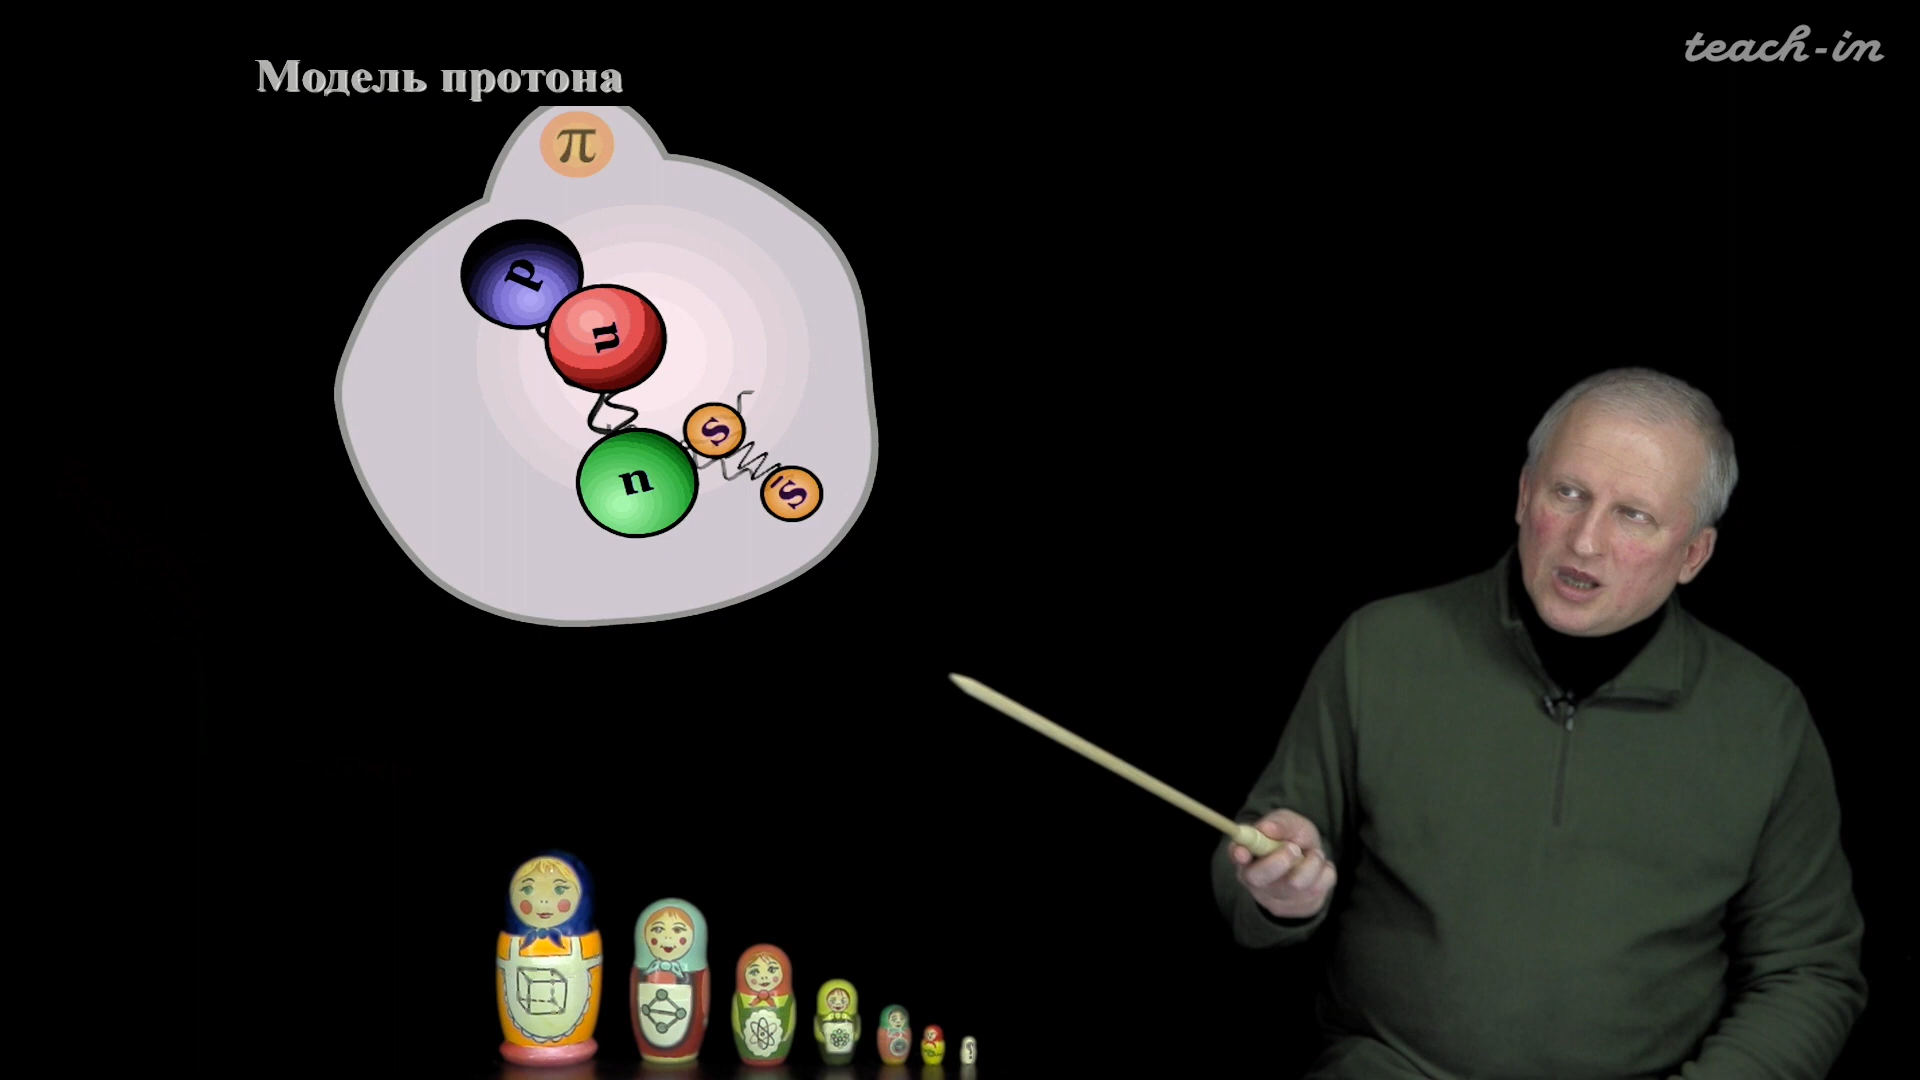 teach-in
Модель протона
π
d
u
u
s
s̄
?